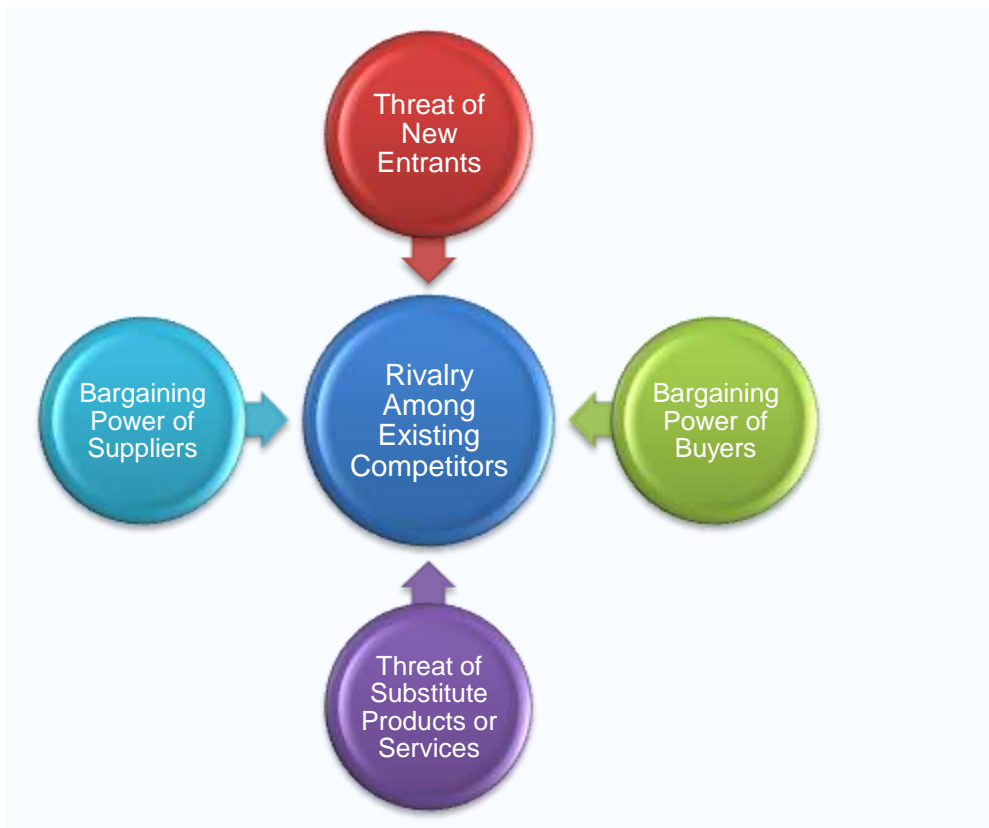 Threat of
New
Entrants
Bargaining
Power of
Suppliers
Rivalry
Among
Existing
Competitors
Bargaining
Power of
Buyers
Threat of
Substitute
Products or
Services